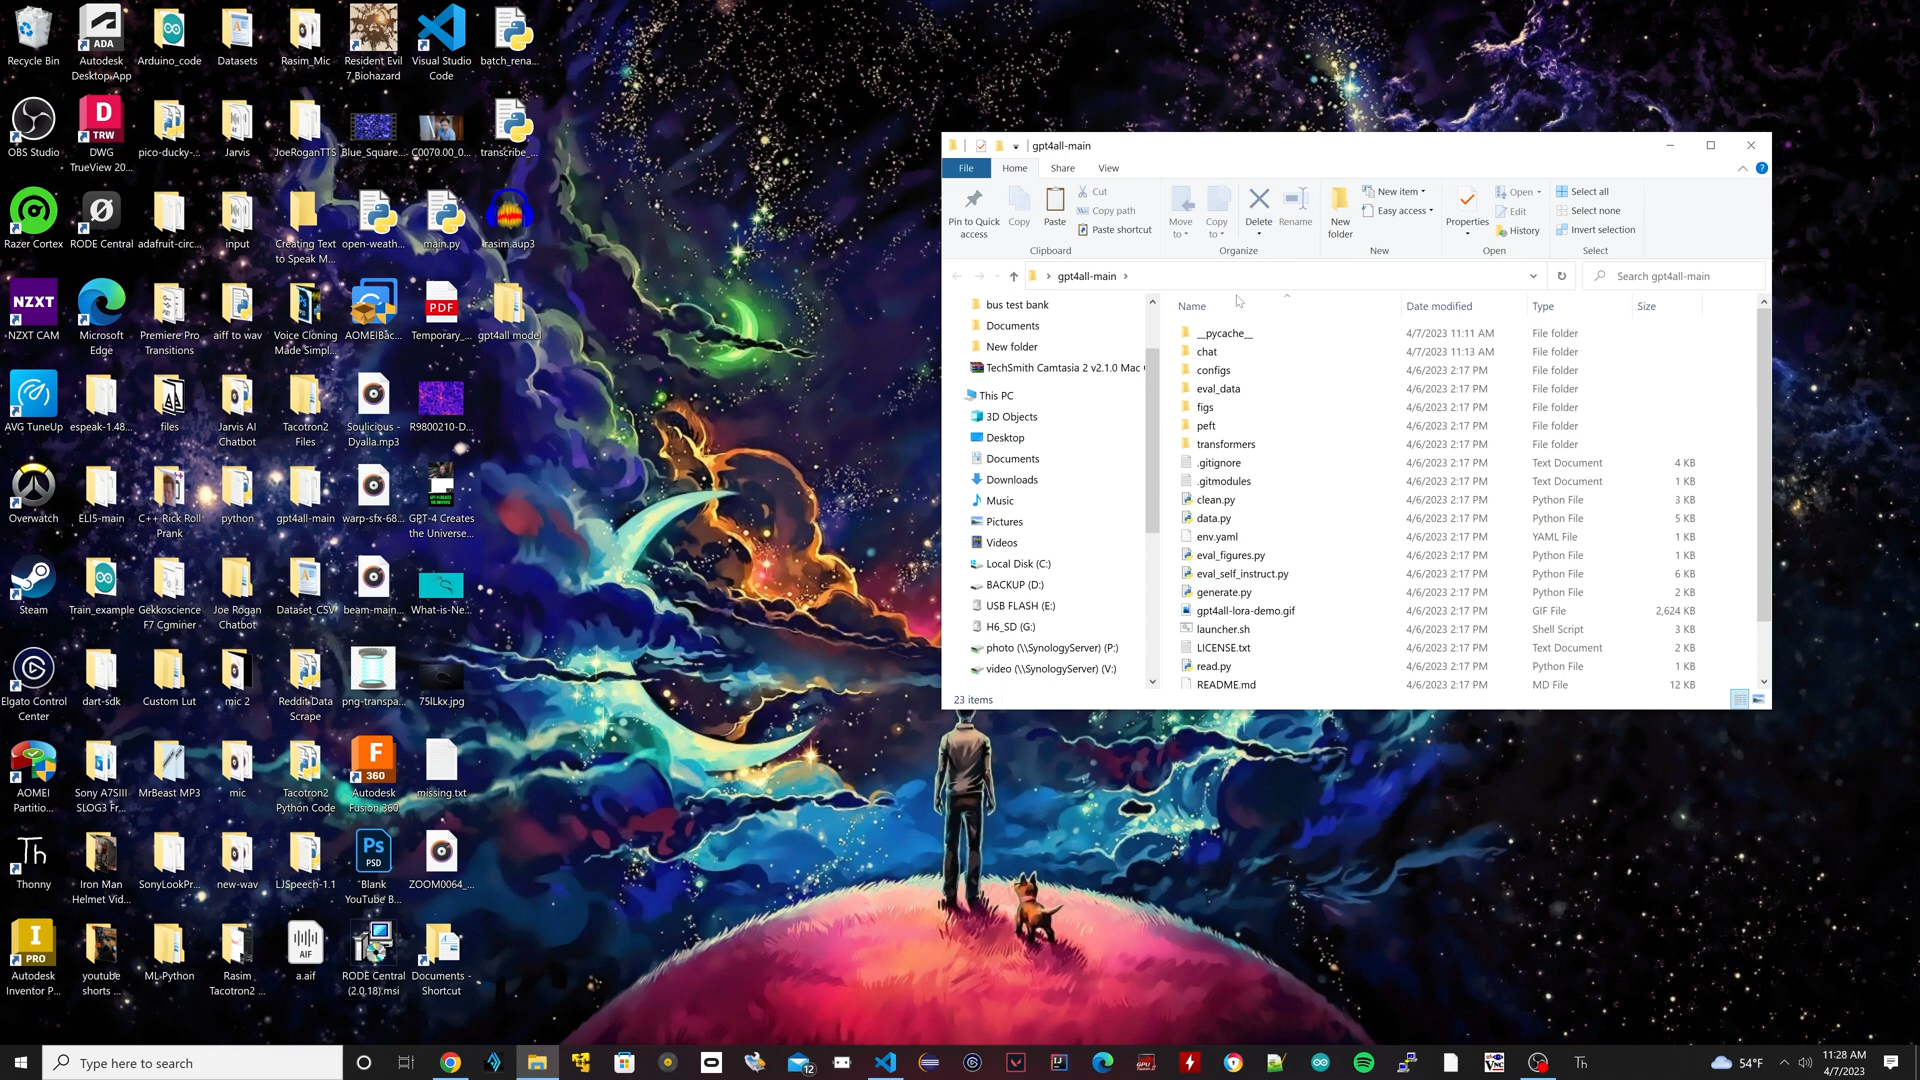 Recycle Bin
Autodesk
Desktop App
Arduino_code
Datasets
Rasim_Mic
Resident Evil
7 Biohazard
Visual Studio
Code
batch_rena...
OBS Studio
DWG
TrueView 20...
pico-ducky-...
Jarvis
JoeRoganTTS
Blue_Square...
C0070.00_0...
transcribe_...
Razer Cortex
RODE Central
adafruit-circ...
input
Creating Text
to Speak M...
open-weath...
main.py
rasim.aup3
NZXT CAM
Microsoft
Edge
Premiere Pro
Transitions
aiff to wav
Voice Cloning
Made Simpl...
AOMEIBac...
Temporary_...
gpt4all model
AVG TuneUp
espeak-1.48...
files
Jarvis AI
Chatbot
Tacotron2
Files
Soulicious -
Dyalla.mp3
R9800210-D...
Overwatch
ELI5-main
C++ Rick Roll
Prank
python
gpt4all-main
warp-sfx-68...
GPT-4 Creates
the Universe...
Steam
Train_example
Gekkoscience
F7 Cgminer
Joe Rogan
Chatbot
Dataset_CSV
beam-main...
What-is-Ne...
Elgato Control
Center
dart-sdk
Custom Lut
mic 2
Reddit Data
Scrape
png-transpa...
75lLkx.jpg
AOMEI
Partitio...
Sony A7SIII
SLOG3 Fr...
MrBeast MP3
mic
Tacotron2
Python Code
Autodesk
Fusion 360
missing.txt
Thonny
Iron Man
Helmet Vid...
SonyLookPr...
new-wav
LJSpeech-1.1
"Blank
YouTube B...
ZOOM0064_...
Autodesk
Inventor P...
youtube
shorts ...
ML-Python
Rasim
Tacotron2 ...
a.aif
RODE Central
(2.0.18).msi
Documents -
Shortcut
gpt4all-main
File
Home
Share
View
Pin to Quick
access
Copy
Paste
Cut
Copy path
Paste shortcut
Clipboard
Move
to
Copy
to
Delete
Rename
Organize
New
folder
New item
Easy access
New
Properties
Open
Edit
History
Open
Select all
Select none
Invert selection
Select
gpt4all-main
Search gpt4all-main
bus test bank
Documents
New folder
TechSmith Camtasia 2 v2.1.0 Mac
This PC
3D Objects
Desktop
Documents
Downloads
Music
Pictures
Videos
Local Disk (C:)
BACKUP (D:)
USB FLASH (E:)
H6_SD (G:)
photo (\\SynologyServer) (P:)
video (\\SynologyServer) (V:)
Name Date modified Type Size
__pycache__ 4/7/2023 11:11 AM File folder
chat 4/7/2023 11:13 AM File folder
configs 4/6/2023 2:17 PM File folder
eval_data 4/6/2023 2:17 PM File folder
figs 4/6/2023 2:17 PM File folder
peft 4/6/2023 2:17 PM File folder
transformers 4/6/2023 2:17 PM File folder
.gitignore 4/6/2023 2:17 PM Text Document 4 KB
.gitmodules 4/6/2023 2:17 PM Text Document 1 KB
clean.py 4/6/2023 2:17 PM Python File 3 KB
data.py 4/6/2023 2:17 PM Python File 5 KB
env.yaml 4/6/2023 2:17 PM YAML File 1 KB
eval_figures.py 4/6/2023 2:17 PM Python File 1 KB
eval_self_instruct.py 4/6/2023 2:17 PM Python File 6 KB
generate.py 4/6/2023 2:17 PM Python File 2 KB
gpt4all-lora-demo.gif 4/6/2023 2:17 PM GIF File 2,624 KB
launcher.sh 4/6/2023 2:17 PM Shell Script 3 KB
LICENSE.txt 4/6/2023 2:17 PM Text Document 2 KB
read.py 4/6/2023 2:17 PM Python File 1 KB
README.md 4/6/2023 2:17 PM MD File 12 KB
23 items
Type here to search
12
54°F
11:28 AM
4/7/2023